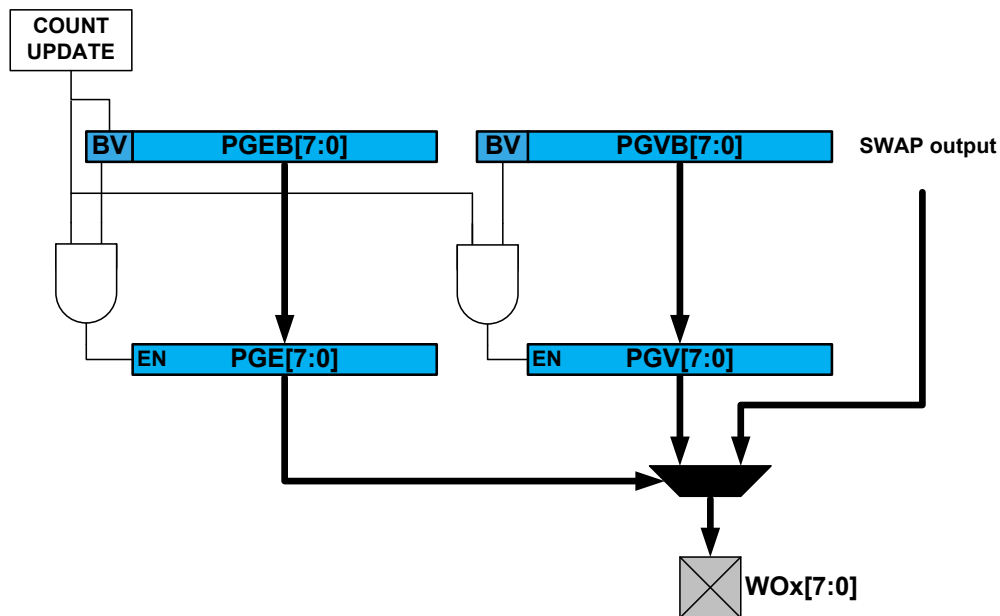 COUNT
UPDATE
BV
PGEB[7:0]
BV
PGVB[7:0]
SWAP output
EN
PGE[7:0]
EN
PGV[7:0]
WOx[7:0]